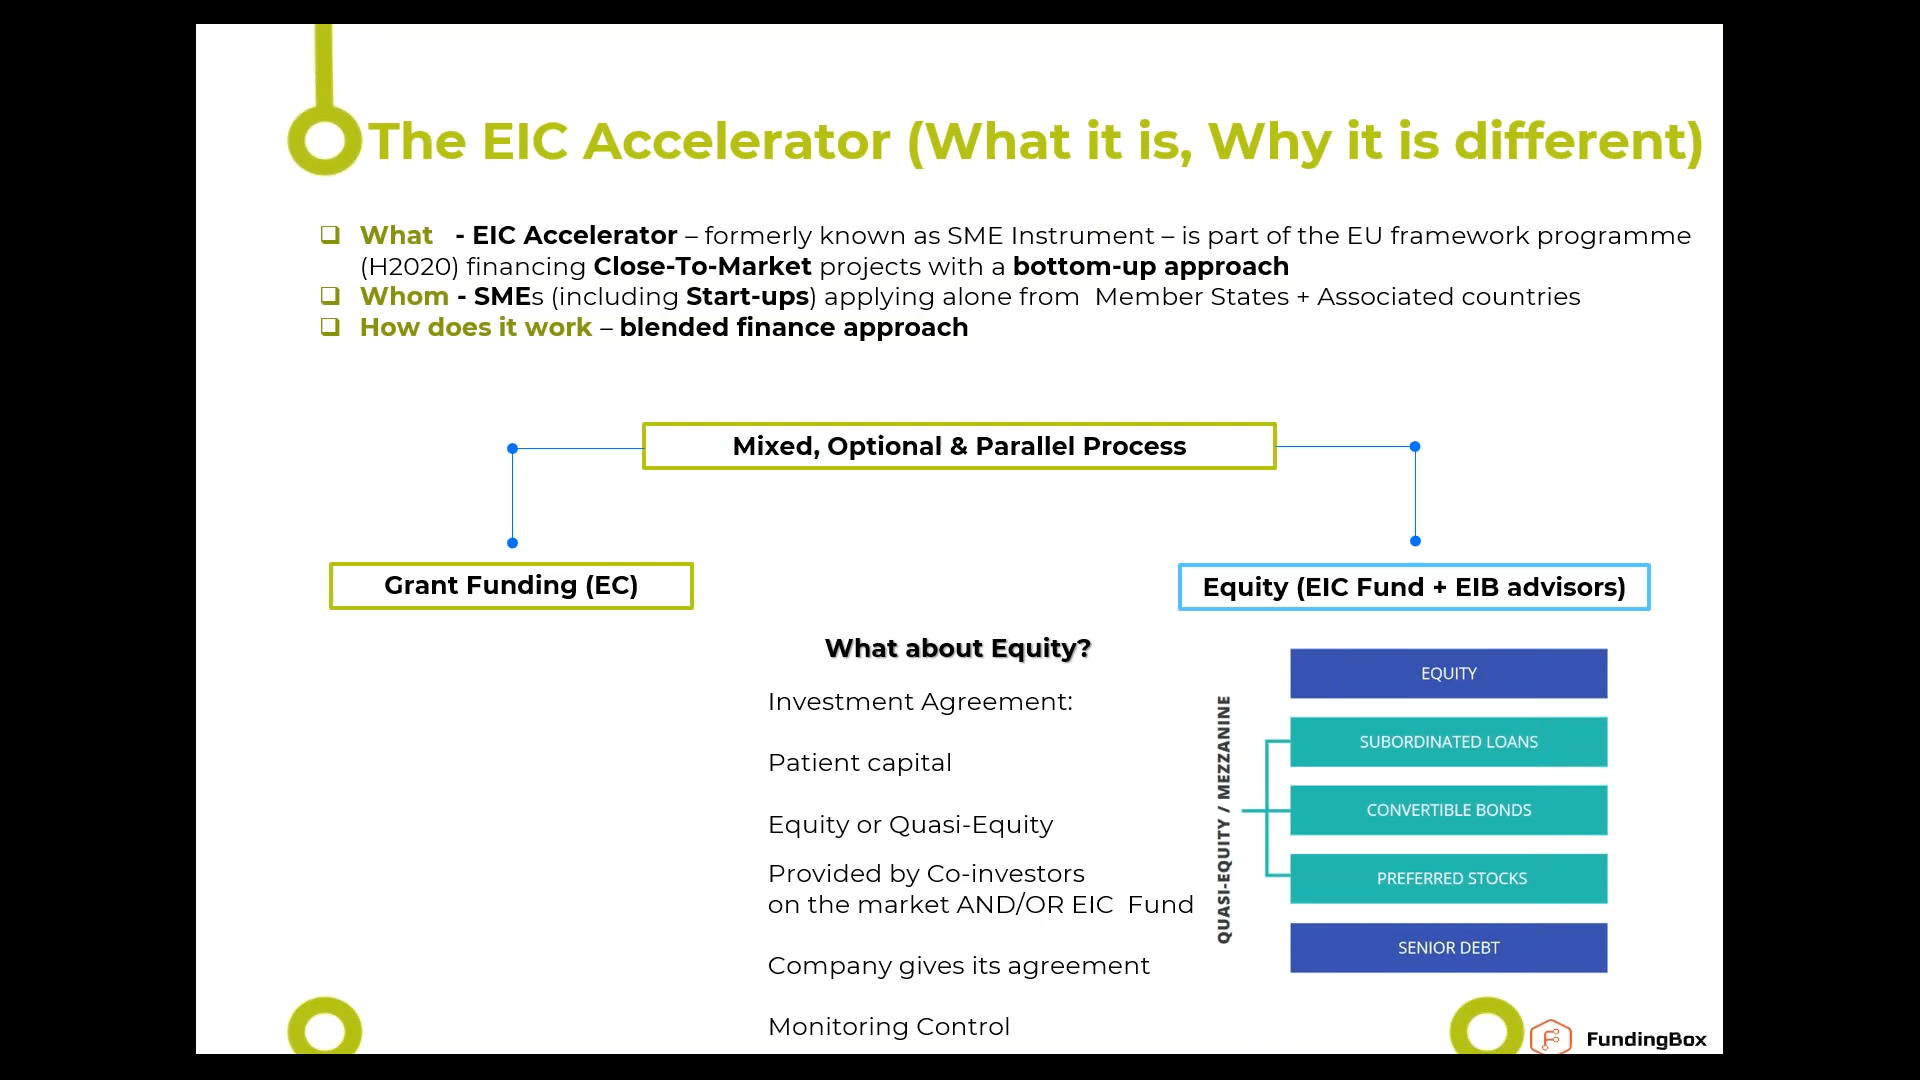 The EIC Accelerator (What it is, Why it is different)
What - EIC Accelerator – formerly known as SME Instrument – is part of the EU framework programme
(H2020) financing Close-To-Market projects with a bottom-up approach
Whom - SMEs (including Start-ups) applying alone from Member States + Associated countries
How does it work – blended finance approach
Mixed, Optional & Parallel Process
Grant Funding (EC)
Equity (EIC Fund + EIB advisors)
What about Equity?
Investment Agreement:
Patient capital
Equity or Quasi-Equity
Provided by Co-investors
on the market AND/OR EIC Fund
Company gives its agreement
Monitoring Control
QUASI-EQUITY / MEZZANINE
EQUITY
SUBORDINATED LOANS
CONVERTIBLE BONDS
PREFERRED STOCKS
SENIOR DEBT
FundingBox